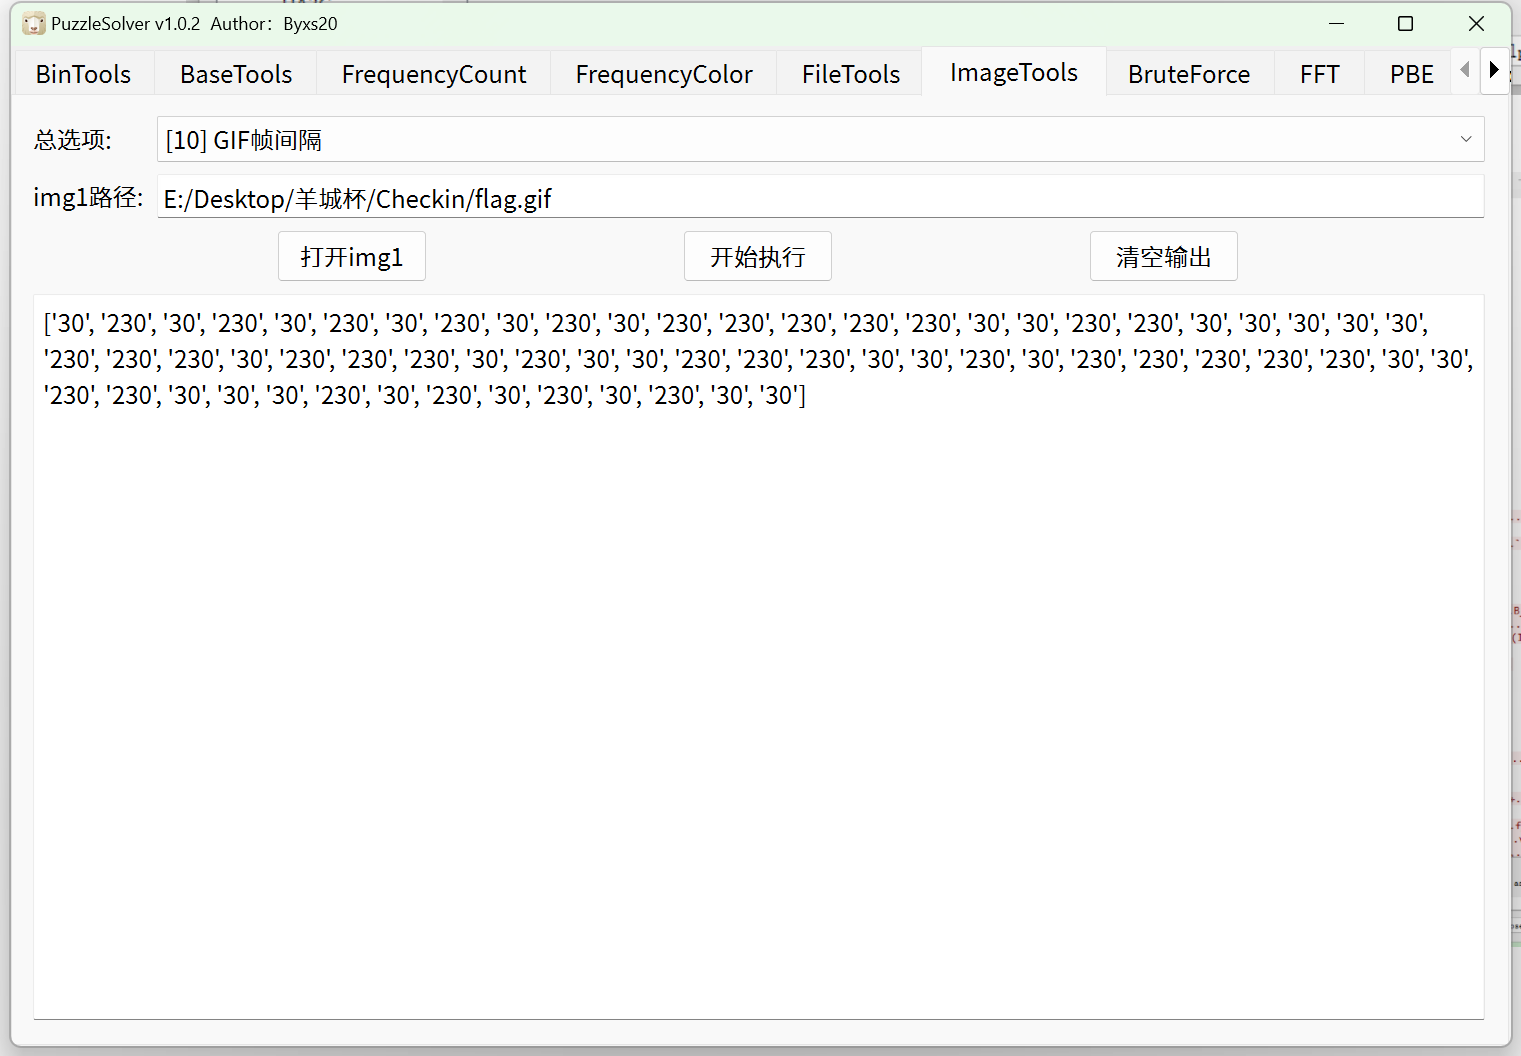 PuzzleSolver v1.0.2 Author: Byxs20
BinTools BaseTools FrequencyCount FrequencyColor FileTools ImageTools BruteForce FFT PBE
总选项: [10] GIF帧间隔
img1路径: E:/Desktop/羊城杯/Checkin/flag.gif
打开img1 开始执行 清空输出
['30', '230', '30', '230', '30', '230', '30', '230', '30', '230', '30', '230', '230', '230', '230', '230', '30', '30', '230', '230', '30', '30', '30', '30', '30',
'230', '230', '230', '30', '230', '230', '230', '30', '230', '30', '30', '230', '230', '230', '30', '30', '230', '30', '230', '230', '230', '230', '230', '30', '30',
'230', '230', '30', '30', '30', '230', '30', '230', '30', '230', '30', '230', '30', '30']